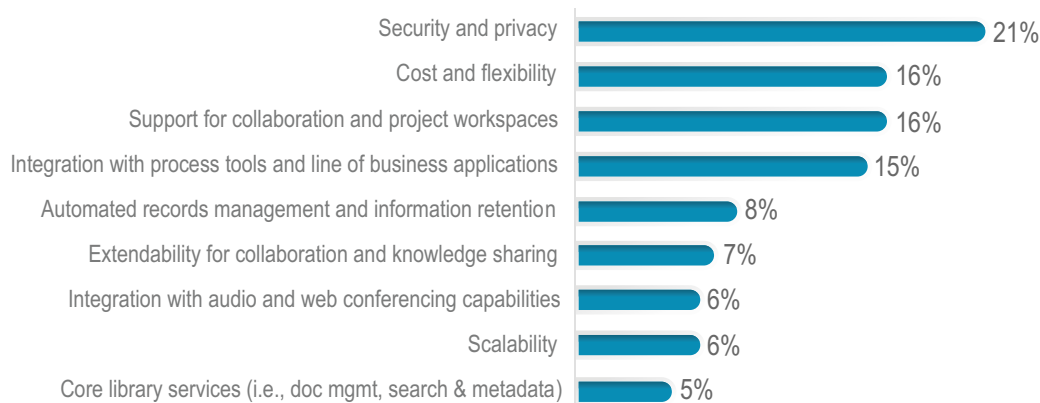 Security and privacy 21%
Cost and flexibility 16%
Support for collaboration and project workspaces 16%
Integration with process tools and line of business applications 15%
Automated records management and information retention 8%
Extendability for collaboration and knowledge sharing 7%
Integration with audio and web conferencing capabilities 6%
Scalability 6%
Core library services (i.e., doc mgmt, search & metadata) 5%